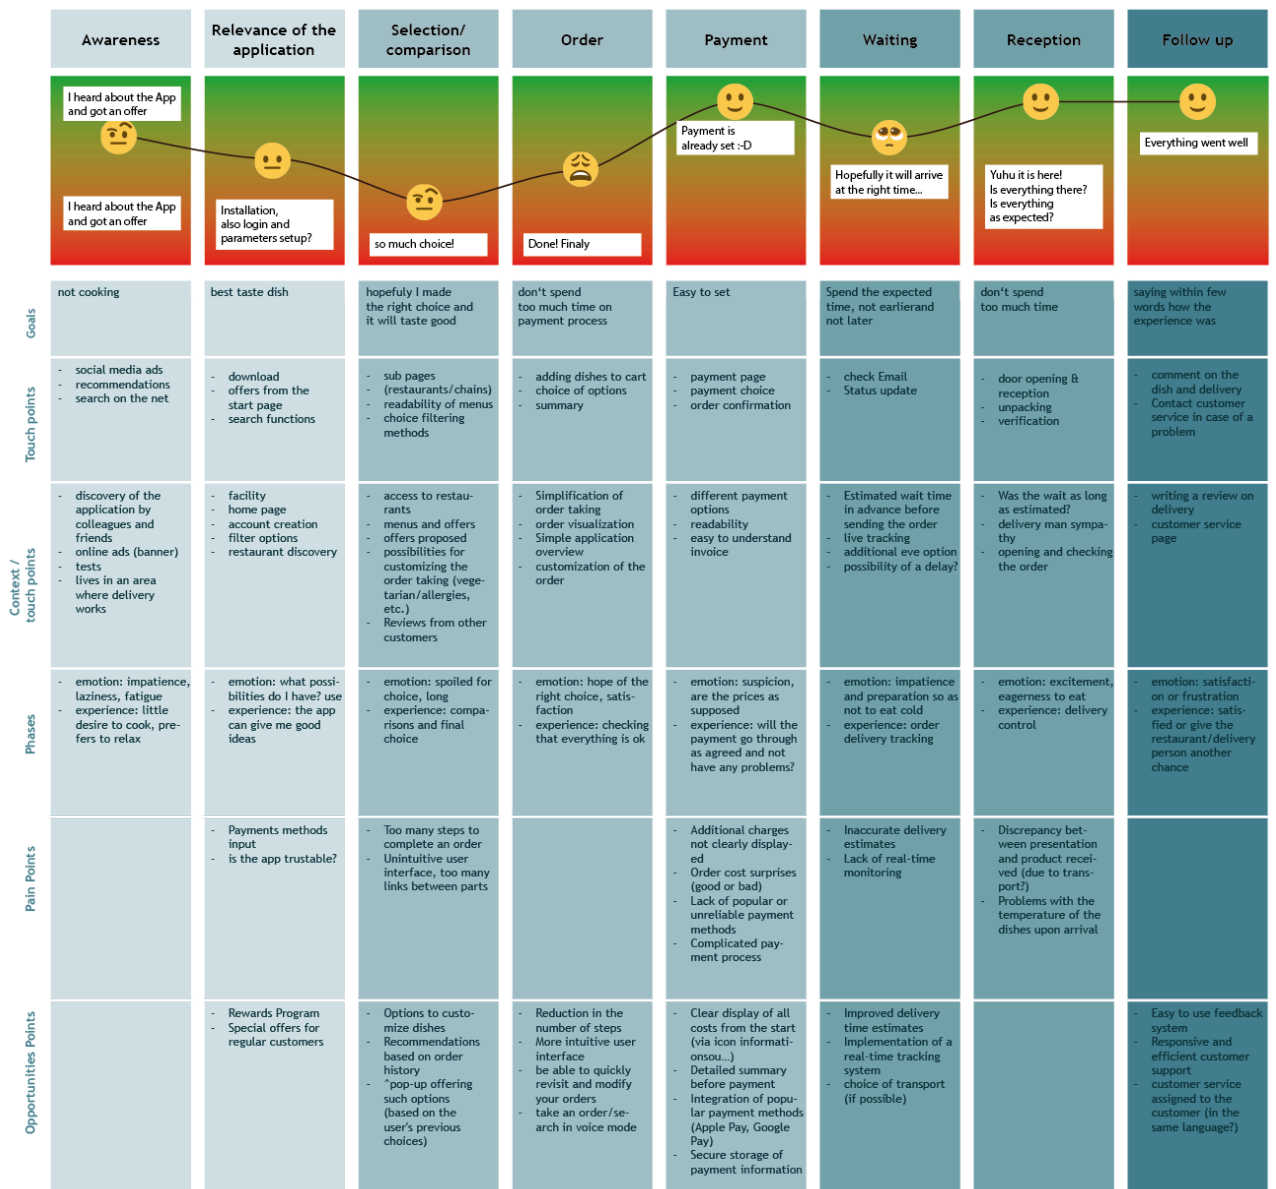 Awareness
Relevance of the
application
Selection/
comparison
Order
Payment
Waiting
Reception
Follow up
I heard about the App
and got an offer
I heard about the App
and got an offer
Installation,
also login and
parameters setup?
so much choice!
Done! Finaly
Payment is
already set :-D
Hopefully it will arrive
at the right time...
Yuhu it is here!
Is everything there?
Is everything
as expected?
Everything went well
Goals
not cooking
best taste dish
hopefuly I made
the right choice and
it will taste good
don't spend
too much time on
payment process
Easy to set
Spend the expected
time, not earlierand
not later
don't spend
too much time
saying within few
words how the
experience was
Touch points
- social media ads
- recommendations
- search on the net
- download
- offers from the
start page
- search functions
- sub pages
- (restaurants/chains)
- readability of menus
- choice filtering
methods
- adding dishes to cart
- choice of options
- summary
- payment page
- payment choice
- order confirmation
- check Email
- Status update
- door opening &
reception
- unpacking
- verification
- comment on the
dish and delivery
- Contact customer
service in case of a
problem
Context /
touch points
- discovery of the
application by
colleagues and
friends
- online ads (banner)
- tests
- lives in an area
where delivery
works
- facility
- home page
- account creation
- filter options
- restaurant discovery
- access to restau-
rants
- menus and offers
- offers proposed
- possibilities for
customizing the
order taking (vege-
tarian/allergies,
etc.)
- Reviews from other
customers
- Simplification of
order taking
- order visualization
- Simple application
overview
- customization of the
order
- different payment
options
- readability
- easy to understand
invoice
- Estimated wait time
in advance before
sending the order
- live tracking
- additional eve option
- possibility of a delay?
- Was the wait as long
as estimated?
- delivery man sympa-
thy
- opening and checking
the order
- writing a review on
delivery
- customer service
page
Phases
- emotion: impatience,
laziness, fatigue
- experience: little
desire to cook, pre-
fers to relax
- emotion: what possi-
bilities do I have? use
- experience: the app
can give me good
ideas
- emotion: spoiled for
choice, long
- experience: compa-
risons and final
choice
- emotion: hope of the
right choice, satis-
faction
- experience: checking
that everything is ok
- emotion: suspicion,
are the prices as
supposed
- experience: will the
payment go through
as agreed and not
have any problems?
- emotion: impatience
and preparation so as
not to eat cold
- experience: order
delivery tracking
- emotion: excitement,
eagerness to eat
- experience: delivery
control
- emotion: satisfacti-
on or frustration
- experience: satis-
fied or give the
restaurant/delivery
person another
chance
Pain Points
- Payments methods
input
- is the app trustable?
- Too many steps to
complete an order
- Unintuitive user
interface, too many
links between parts
- Additional charges
not clearly display-
ed
- Order cost surprises
(good or bad)
- Lack of popular or
unreliable payment
methods
- Complicated pay-
ment process
- Inaccurate delivery
estimates
- Lack of real-time
monitoring
- Discrepancy bet-
ween presentation
and product recei-
ved (due to trans-
port?)
- Problems with the
temperature of the
dishes upon arrival
Opportunities Points
- Rewards Program
- Special offers for
regular customers
- Options to custo-
mize dishes
- Recommendations
based on order
history
- ^pop-up offering
such options
(based on the
user's previous
choices)
- Reduction in the
number of steps
- More intuitive user
interface
- be able to quickly
revisit and modify
your orders
- take an order/se-
arch in voice mode
- Clear display of all
costs from the start
(via icon informati-
onsou...)
- Detailed summary
before payment
- Integration of popu-
lar payment methods
(Apple Pay, Google
Pay)
- Secure storage of
payment information
- Improved delivery
time estimates
- Implementation of a
real-time tracking
system
- choice of transport
(if possible)
- Easy to use feedback
system
- Responsive and
efficient customer
support
- customer service
assigned to the
customer (in the
same language?)